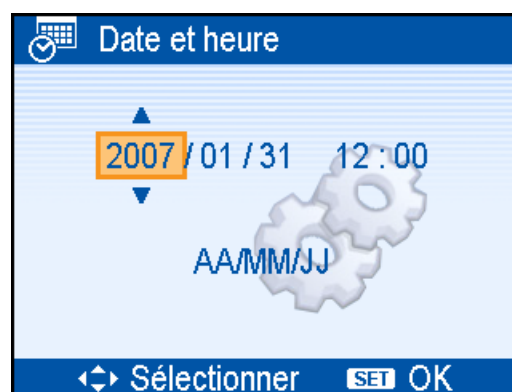 Date et heure
2007 / 01 / 31 12 : 00
AA/MM/JJ
Sélectionner SET OK